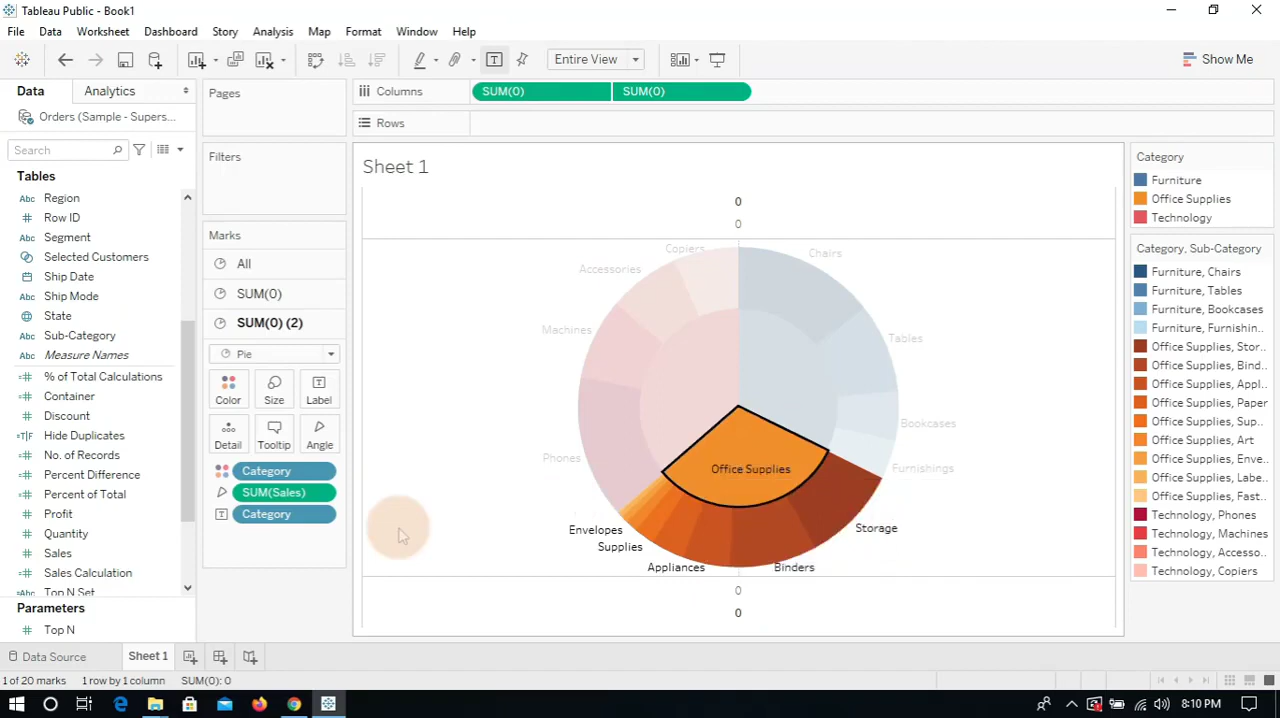 Tableau Public - Book1
File Data Worksheet Dashboard Story Analysis Map Format Window Help
Entire View
Show Me
Data Analytics
Orders (Sample - Supers...
Search
Tables
Abc Region
# Row ID
Abc Segment
Selected Customers
Ship Date
Abc Ship Mode
State
Abc Sub-Category
Abc Measure Names
=# % of Total Calculations
=# Container
# Discount
=T|F Hide Duplicates
=# No. of Records
=# Percent Difference
=# Percent of Total
# Profit
# Quantity
# Sales
=# Sales Calculation
=Abc Top N Set
Parameters
# Top N
Pages
Filters
Marks
All
SUM(0)
SUM(0) (2)
Pie
Color Size Label
Detail Tooltip Angle
Category
SUM(Sales)
Category
Columns SUM(0) SUM(0)
Rows
Sheet 1
0
0
Copiers
Chairs
Accessories
Machines
Tables
Bookcases
Phones
Furnishings
Office Supplies
Envelopes
Supplies
Storage
Appliances
Binders
0
0
Category
Furniture
Office Supplies
Technology
Category, Sub-Category
Furniture, Chairs
Furniture, Tables
Furniture, Bookcases
Furniture, Furnishin..
Office Supplies, Stor..
Office Supplies, Bind..
Office Supplies, Appl..
Office Supplies, Paper
Office Supplies, Sup..
Office Supplies, Art
Office Supplies, Enve..
Office Supplies, Labe..
Office Supplies, Fast..
Technology, Phones
Technology, Machines
Technology, Accesso..
Technology, Copiers
Data Source Sheet 1
1 of 20 marks 1 row by 1 column SUM(0): 0
8:10 PM